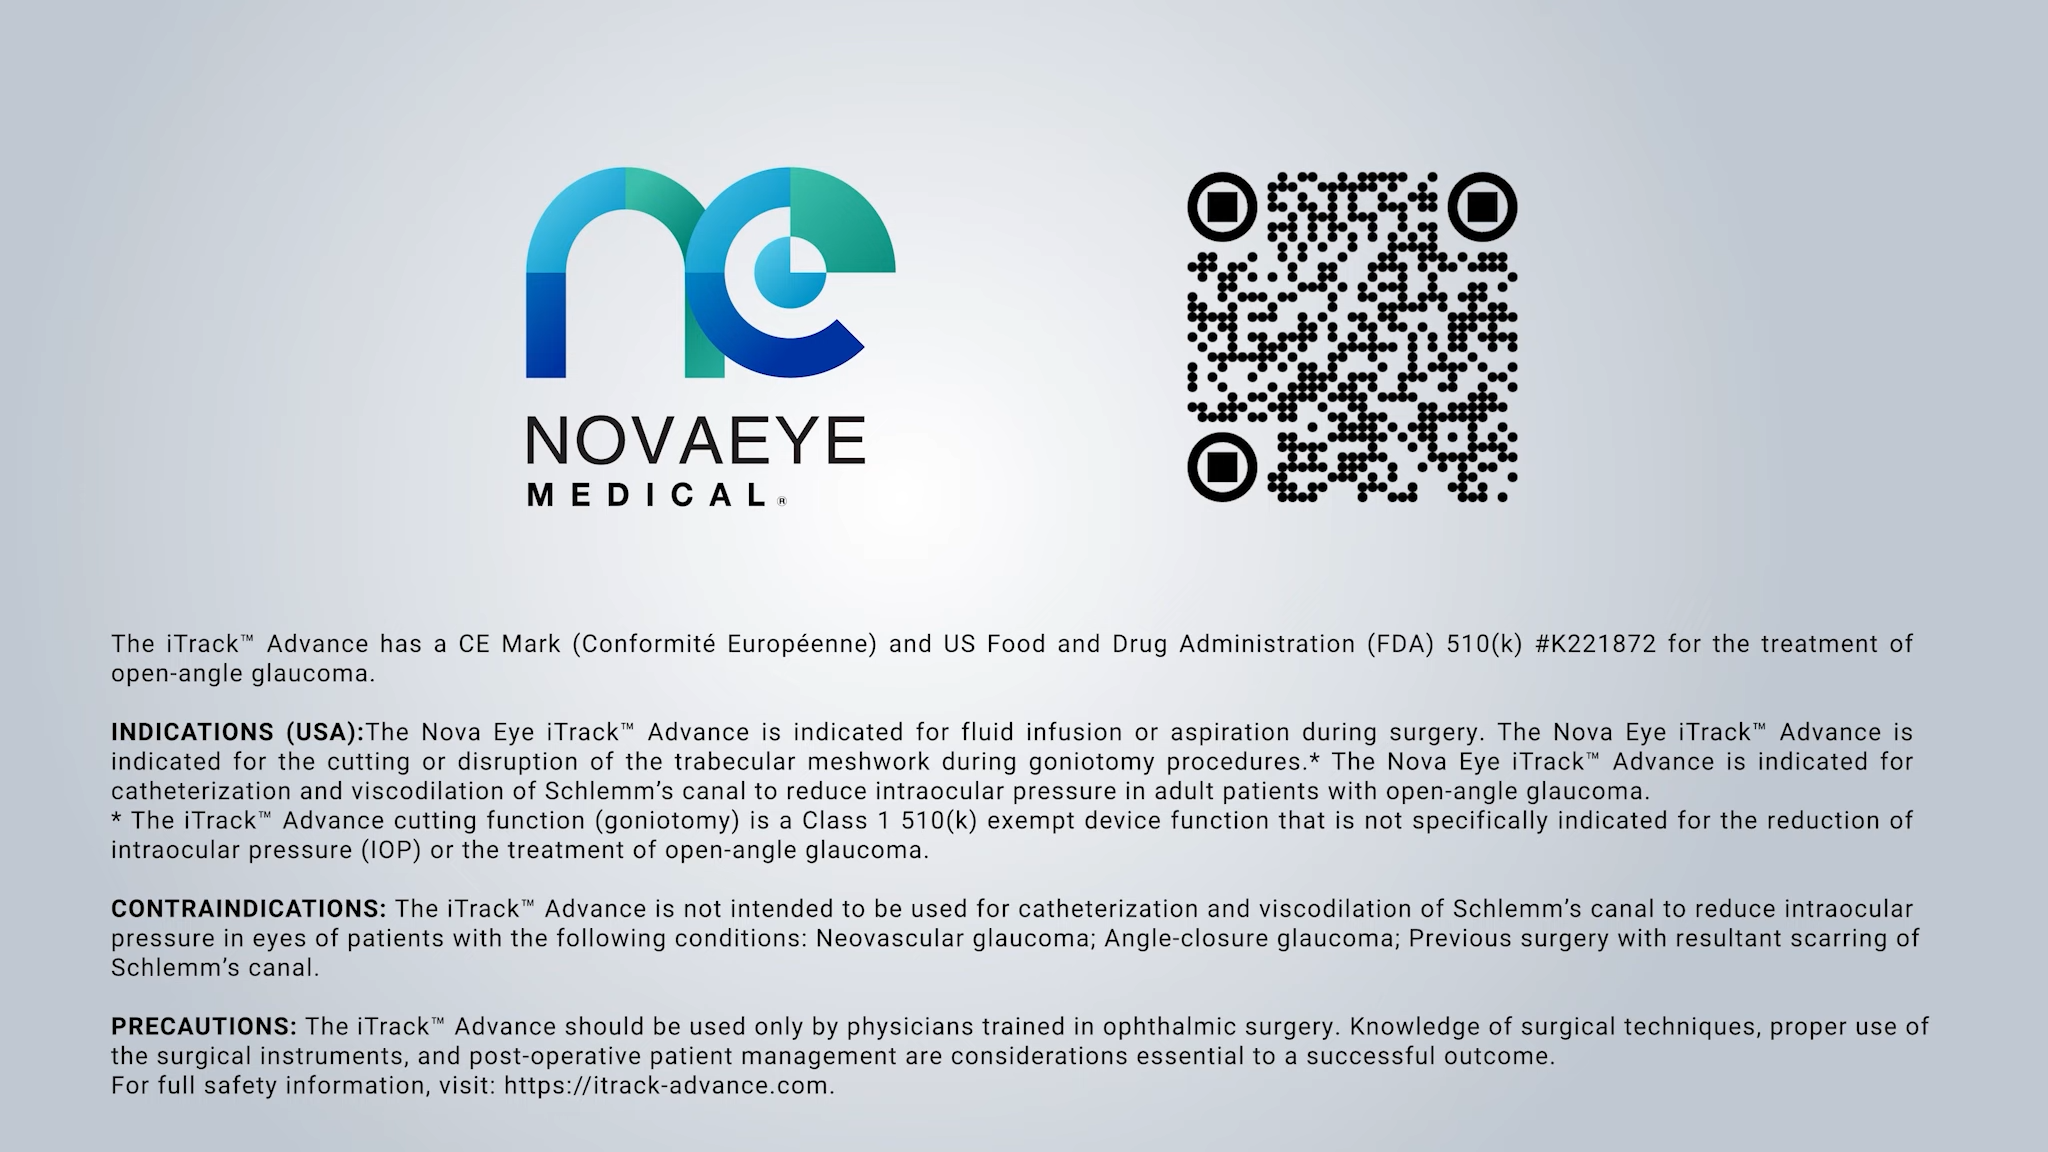 NOVAEYE
MEDICAL®
The iTrack™ Advance has a CE Mark (Conformité Européenne) and US Food and Drug Administration (FDA) 510(k) #K221872 for the treatment of
open-angle glaucoma.
INDICATIONS (USA):The Nova Eye iTrack™ Advance is indicated for fluid infusion or aspiration during surgery. The Nova Eye iTrack™ Advance is
indicated for the cutting or disruption of the trabecular meshwork during goniotomy procedures.* The Nova Eye iTrack™ Advance is indicated for
catheterization and viscodilation of Schlemm’s canal to reduce intraocular pressure in adult patients with open-angle glaucoma.
* The iTrack™ Advance cutting function (goniotomy) is a Class 1 510(k) exempt device function that is not specifically indicated for the reduction of
intraocular pressure (IOP) or the treatment of open-angle glaucoma.
CONTRAINDICATIONS: The iTrack™ Advance is not intended to be used for catheterization and viscodilation of Schlemm’s canal to reduce intraocular
pressure in eyes of patients with the following conditions: Neovascular glaucoma; Angle-closure glaucoma; Previous surgery with resultant scarring of
Schlemm’s canal.
PRECAUTIONS: The iTrack™ Advance should be used only by physicians trained in ophthalmic surgery. Knowledge of surgical techniques, proper use of
the surgical instruments, and post-operative patient management are considerations essential to a successful outcome.
For full safety information, visit: https://itrack-advance.com.